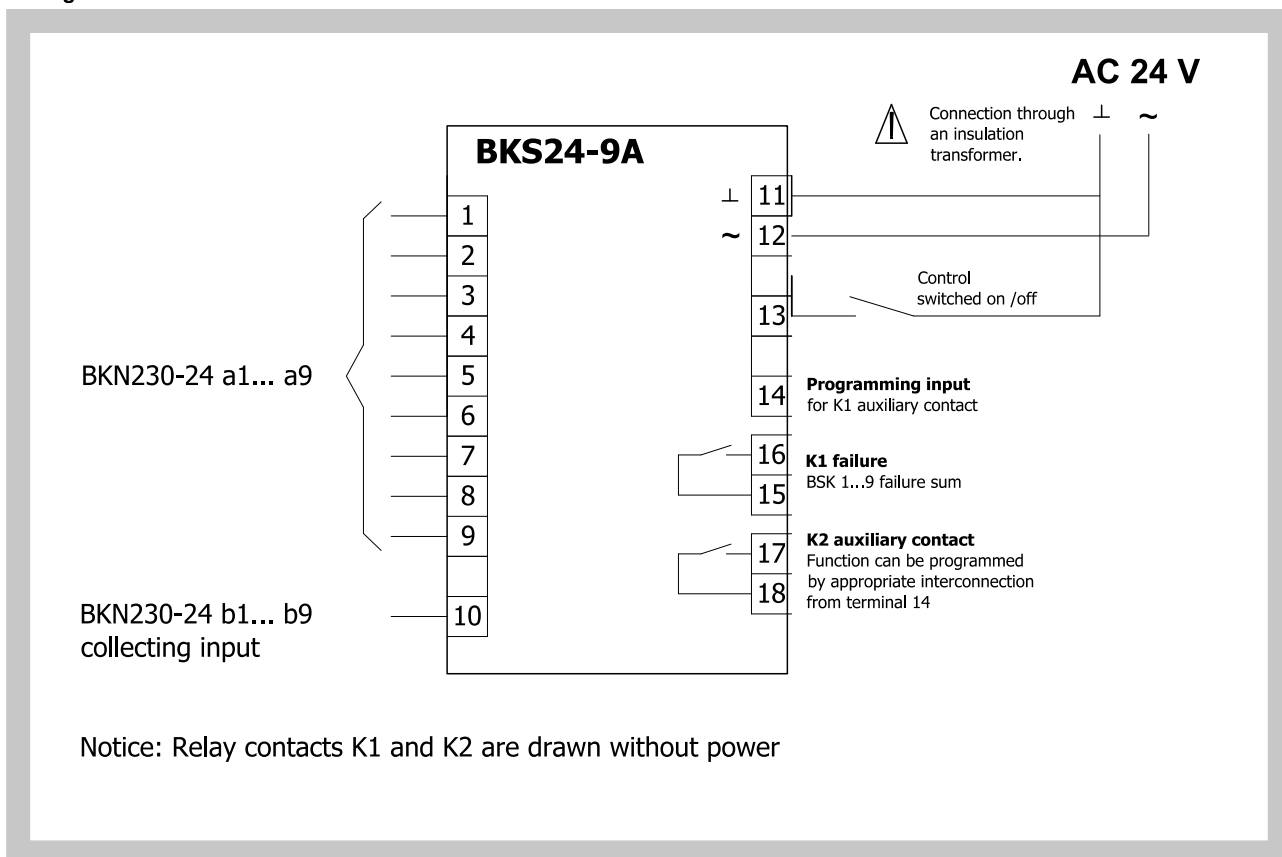 AC 24 V
Connection through
an insulation
transformer.
⊥ ~
BKS24-9A
1
2
3
4
5
6
7
8
9
10
BKN230-24 a1... a9
BKN230-24 b1... b9
collecting input
⊥ 11
~ 12
Control
switched on /off
13
14
Programming input
for K1 auxiliary contact
16
15
K1 failure
BSK 1...9 failure sum
17
18
K2 auxiliary contact
Function can be programmed
by appropriate interconnection
from terminal 14
Notice: Relay contacts K1 and K2 are drawn without power